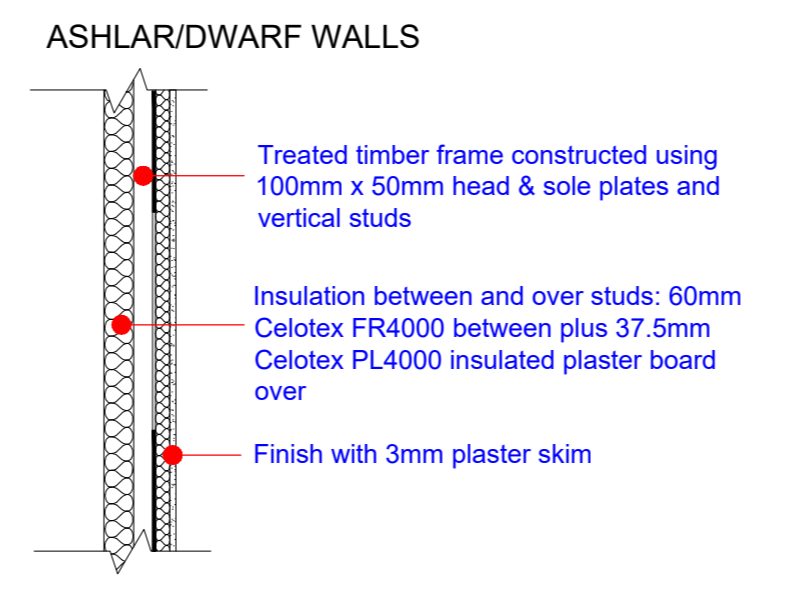 ASHLAR/DWARF WALLS
Treated timber frame constructed using
100mm x 50mm head & sole plates and
vertical studs
Insulation between and over studs: 60mm
Celotex FR4000 between plus 37.5mm
Celotex PL4000 insulated plaster board
over
Finish with 3mm plaster skim